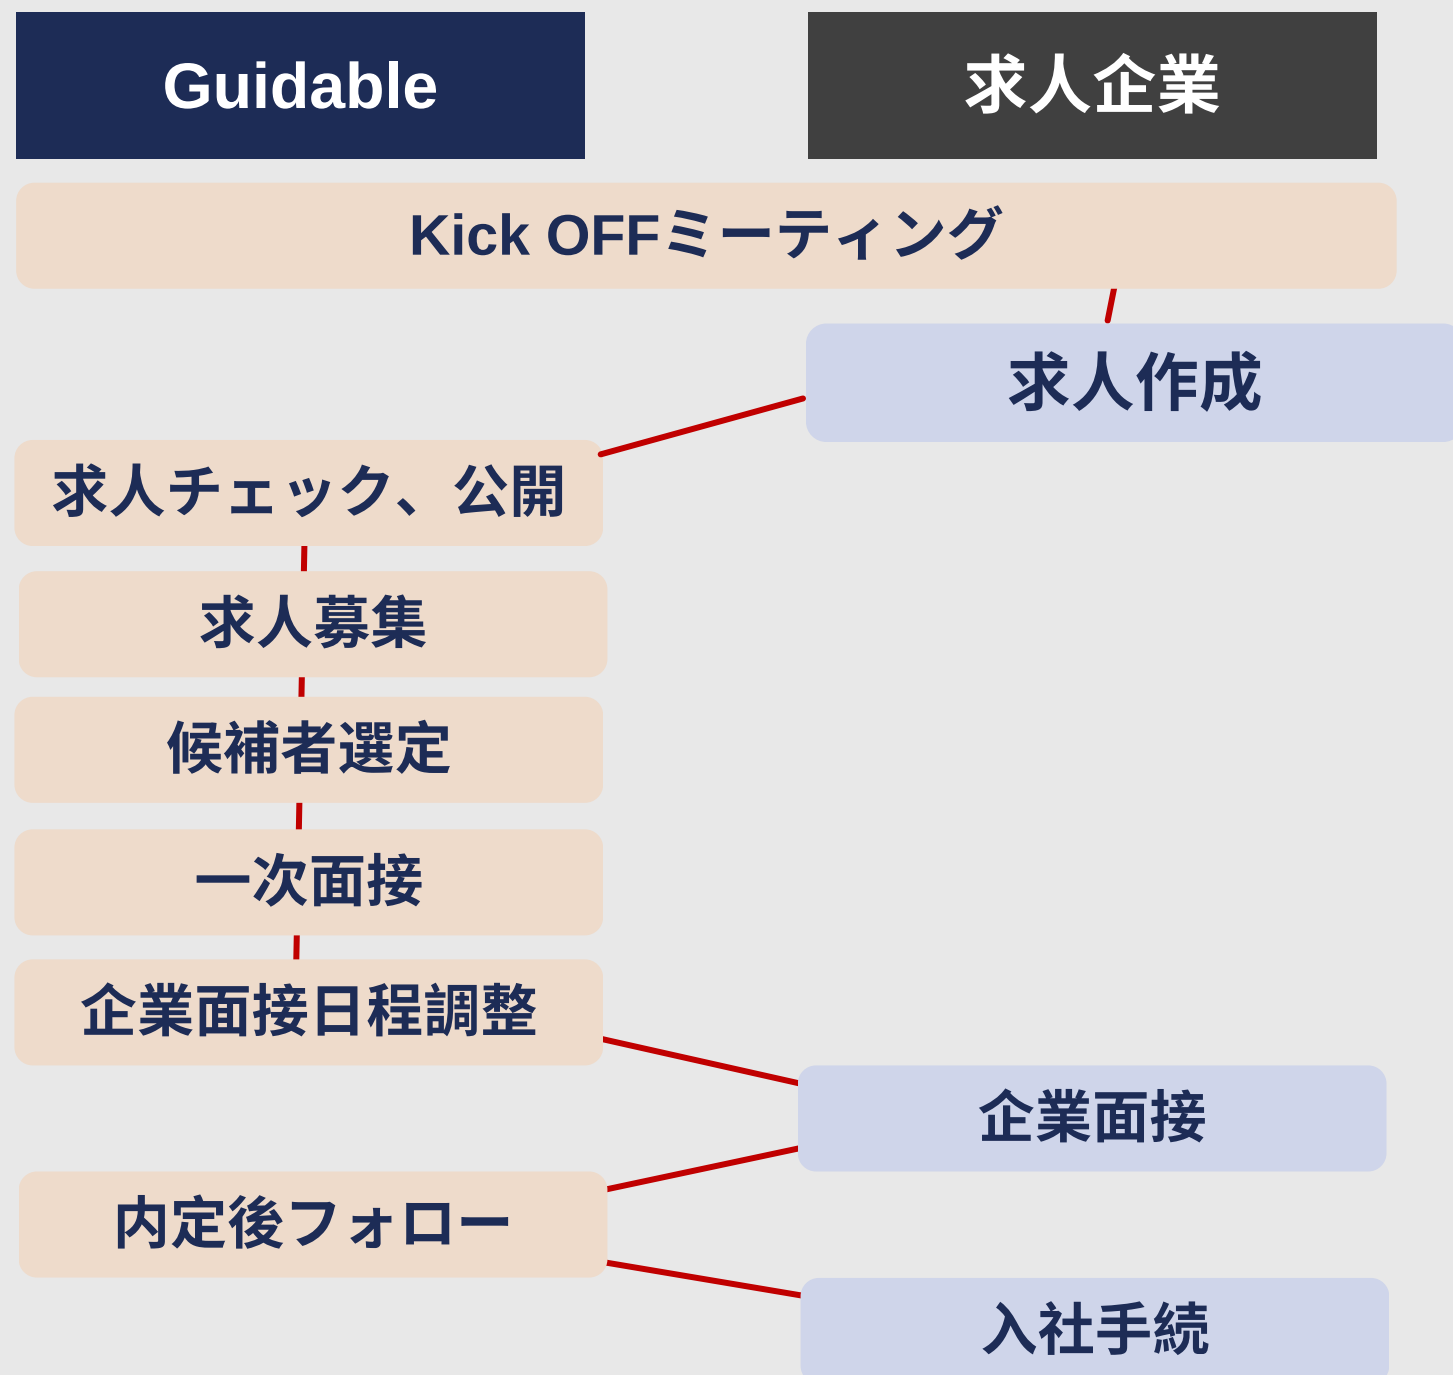 Guidable
求人企業
Kick OFFミーティング
求人作成
求人チェック、公開
求人募集
候補者選定
一次面接
企業面接日程調整
企業面接
内定後フォロー
入社手続